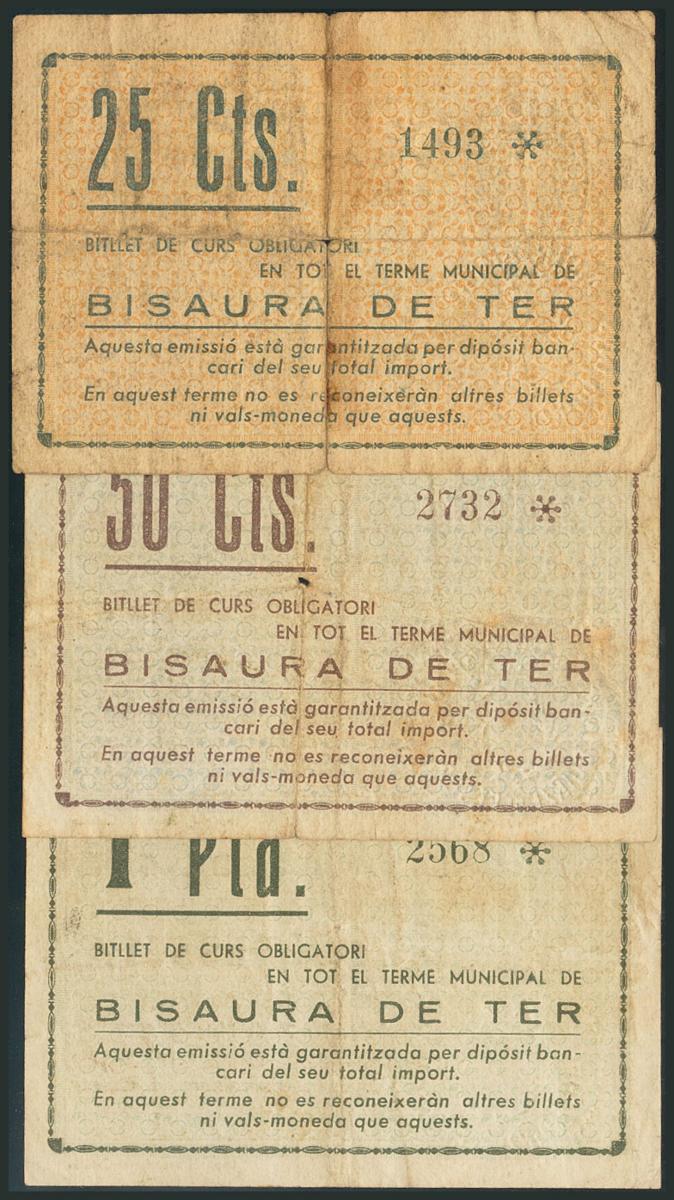 25 Cts.
1493 *
BITLLET DE CURS OBLIGATORI
EN TOT EL TERME MUNICIPAL DE
BISAURA DE TER
Aquesta emissió està garantitzada per dipósit ban-
cari del seu total import.
En aquest terme no es reconeixeràn altres billets
ni vals-moneda que aquests.
50 Cts.
2732 *
BITLLET DE CURS OBLIGATORI
EN TOT EL TERME MUNICIPAL DE
BISAURA DE TER
Aquesta emissió està garantitzada per dipósit ban-
cari del seu total import.
En aquest terme no es reconeixeràn altres billets
ni vals-moneda que aquests.
1 Pta.
2568 *
BITLLET DE CURS OBLIGATORI
EN TOT EL TERME MUNICIPAL DE
BISAURA DE TER
Aquesta emissió està garantitzada per dipósit ban-
cari del seu total import.
En aquest terme no es reconeixeràn altres billets
ni vals-moneda que aquests.